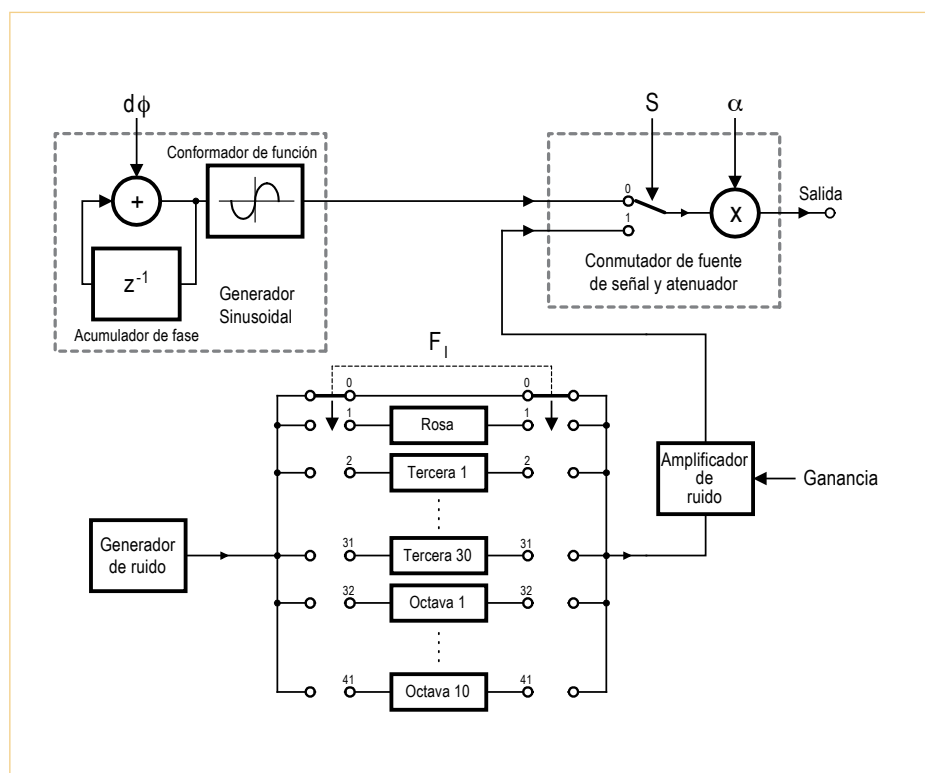 dϕ
Conformador de función
+
z-1
Generador
Sinusoidal
Acumulador de fase
S
α
0
1
X
Salida
Conmutador de fuente
de señal y atenuador
F I
0
0
1
Rosa
1
2
Tercera 1
2
31
Tercera 30
31
32
Octava 1
32
41
Octava 10
41
Generador
de ruido
Amplificador
de
ruido
Ganancia